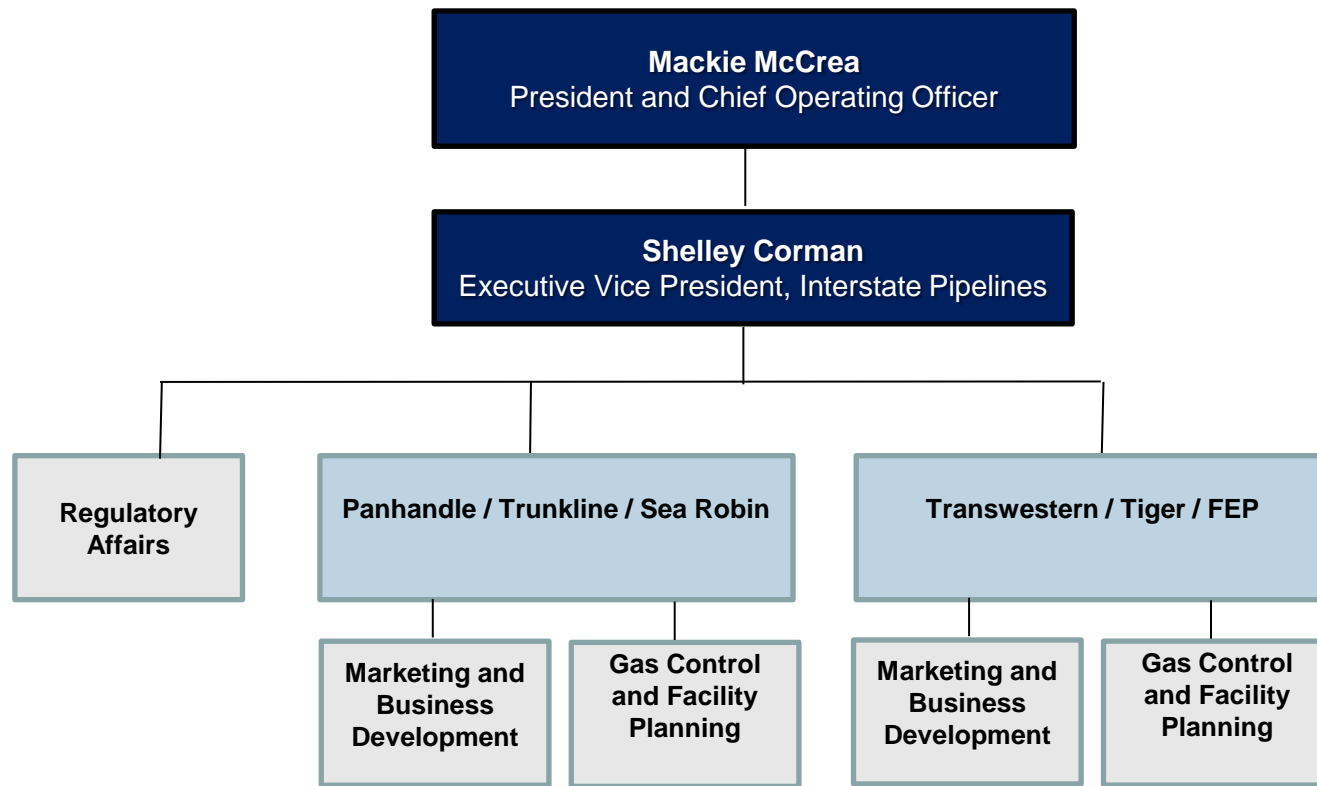 Mackie McCrea
President and Chief Operating Officer
Shelley Corman
Executive Vice President, Interstate Pipelines
Regulatory
Affairs
Panhandle / Trunkline / Sea Robin
Transwestern / Tiger / FEP
Marketing and
Business
Development
Gas Control
and Facility
Planning
Marketing and
Business
Development
Gas Control
and Facility
Planning